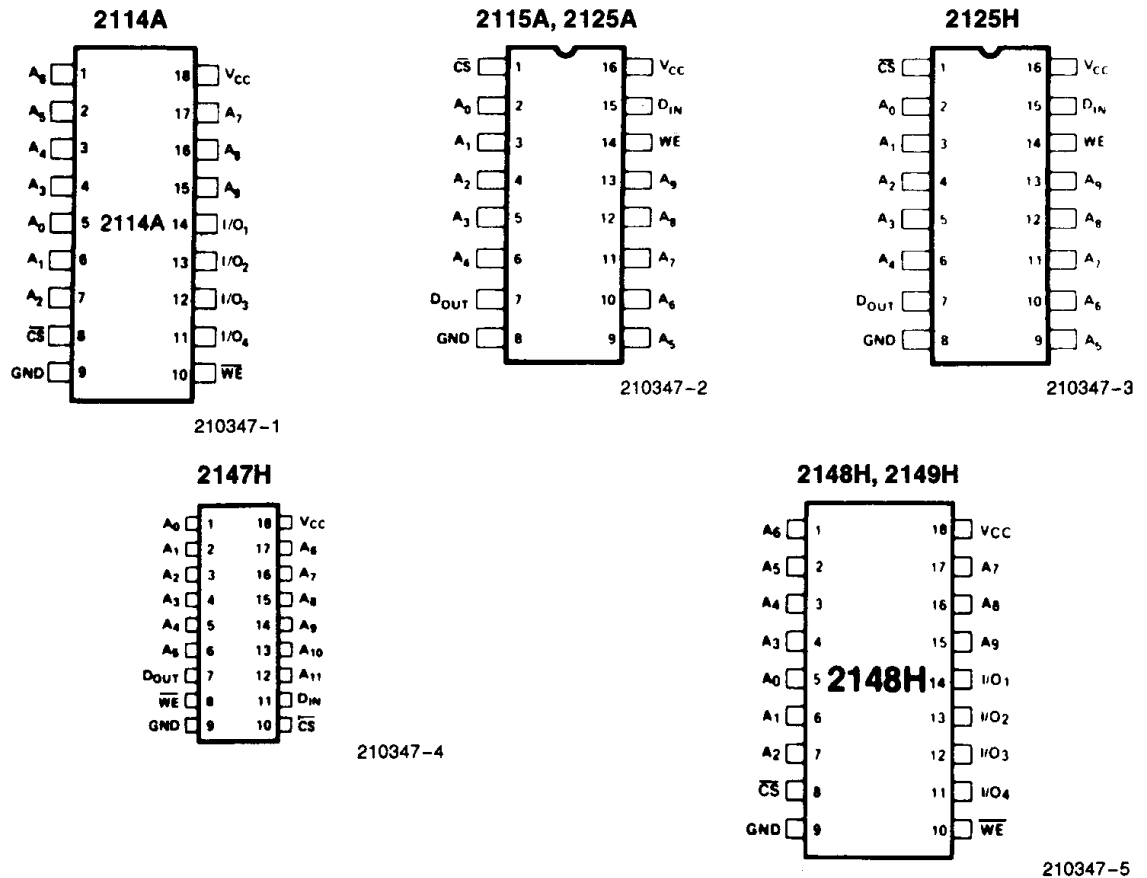 2114A
A6 1 18 VCC
A5 2 17 A7
A4 3 16 A8
A3 4 15 A9
A0 5 2114A 14 I/O1
A1 6 13 I/O2
A2 7 12 I/O3
C̅S̅ 8 11 I/O4
GND 9 10 W̅E̅
210347-1
2115A, 2125A
C̅S̅ 1 16 VCC
A0 2 15 DIN
A1 3 14 WE
A2 4 13 A9
A3 5 12 A8
A4 6 11 A7
DOUT 7 10 A6
GND 8 9 A5
210347-2
2125H
C̅S̅ 1 16 VCC
A0 2 15 DIN
A1 3 14 WE
A2 4 13 A9
A3 5 12 A8
A4 6 11 A7
DOUT 7 10 A6
GND 8 9 A5
210347-3
2147H
A0 1 18 VCC
A1 2 17 A6
A2 3 16 A7
A3 4 15 A8
A4 5 14 A9
A5 6 13 A10
DOUT 7 12 A11
W̅E̅ 8 11 DIN
GND 9 10 C̅S̅
210347-4
2148H, 2149H
A6 1 18 VCC
A5 2 17 A7
A4 3 16 A8
A3 4 15 A9
A0 5 2148H 14 I/O1
A1 6 13 I/O2
A2 7 12 I/O3
C̅S̅ 8 11 I/O4
GND 9 10 W̅E̅
210347-5